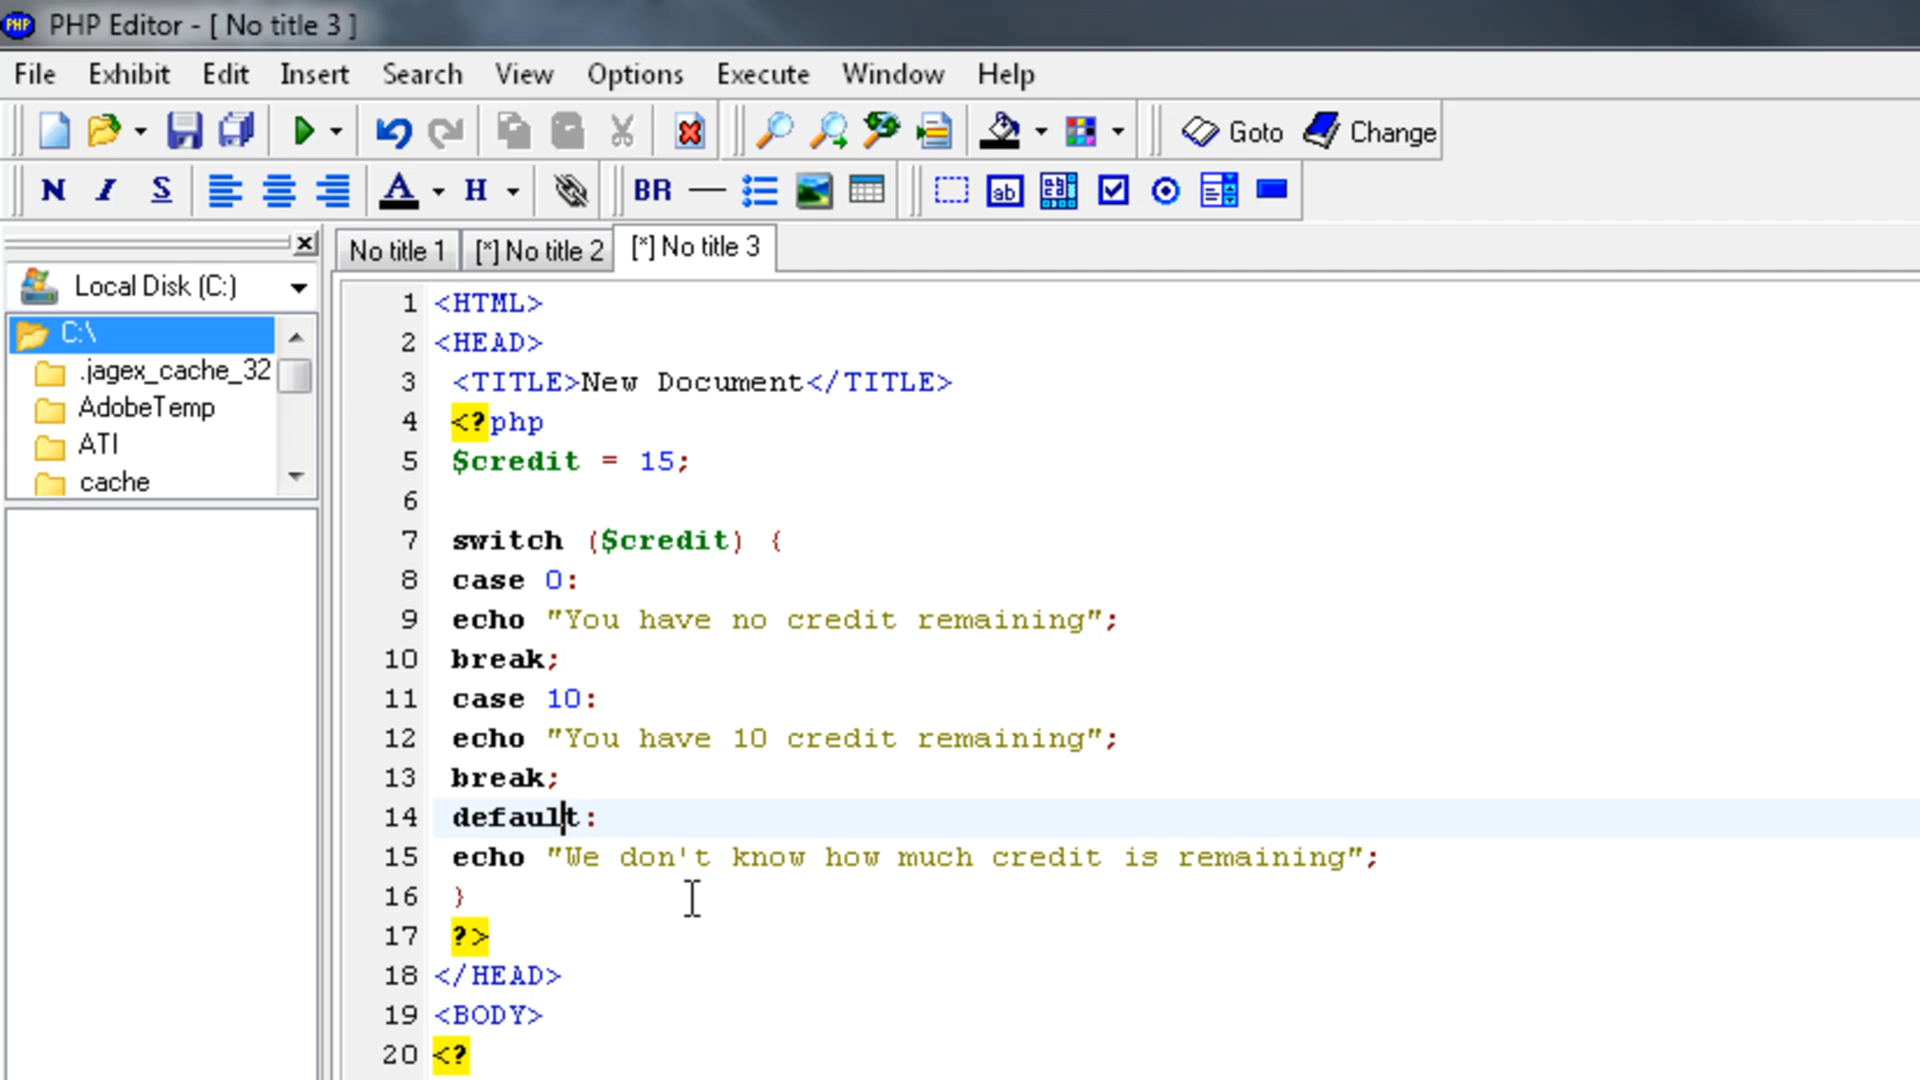 PHP PHP Editor - [ No title 3 ]
File Exhibit Edit Insert Search View Options Execute Window Help
Goto Change
N I S A H BR ab
No title 1 [*] No title 2 [*] No title 3
Local Disk (C:)
C:\
.jagex_cache_32
AdobeTemp
ATI
cache
1 <HTML>
2 <HEAD>
3 <TITLE>New Document</TITLE>
4 <?php
5 $credit = 15;
6
7 switch ($credit) {
8 case 0:
9 echo "You have no credit remaining";
10 break;
11 case 10:
12 echo "You have 10 credit remaining";
13 break;
14 default:
15 echo "We don't know how much credit is remaining";
16 }
17 ?>
18 </HEAD>
19 <BODY>
20 <?